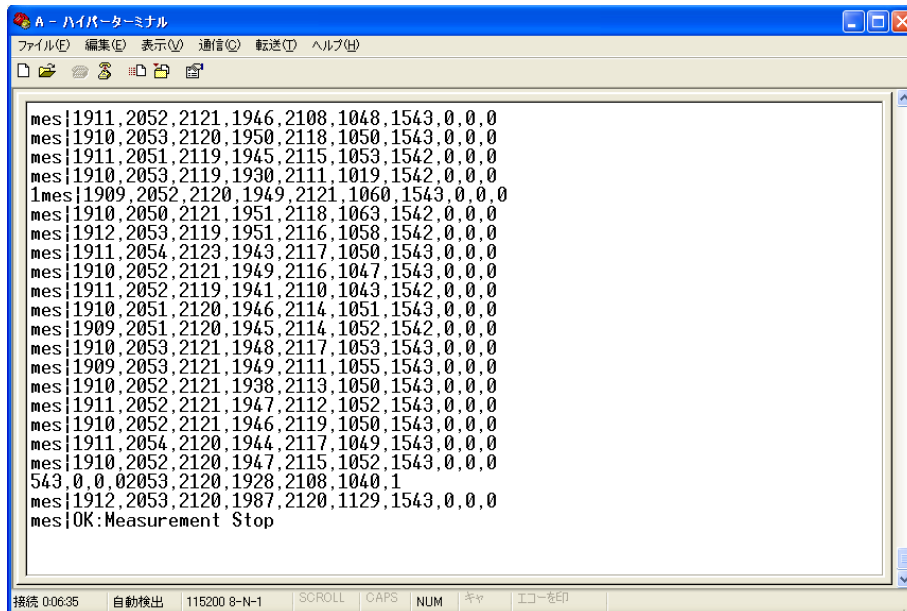 A - ハイパーターミナル
ファイル(F) 編集(E) 表示(V) 通信(C) 転送(T) ヘルプ(H)
mes|1911,2052,2121,1946,2108,1048,1543,0,0,0
mes|1910,2053,2120,1950,2118,1050,1543,0,0,0
mes|1911,2051,2119,1945,2115,1053,1542,0,0,0
mes|1910,2053,2119,1930,2111,1019,1542,0,0,0
1mes|1909,2052,2120,1949,2121,1060,1543,0,0,0
mes|1910,2050,2121,1951,2118,1063,1542,0,0,0
mes|1912,2053,2119,1951,2116,1058,1542,0,0,0
mes|1911,2054,2123,1943,2117,1050,1543,0,0,0
mes|1910,2052,2121,1949,2116,1047,1543,0,0,0
mes|1911,2052,2119,1941,2110,1043,1542,0,0,0
mes|1910,2051,2120,1946,2114,1051,1543,0,0,0
mes|1909,2051,2120,1945,2114,1052,1542,0,0,0
mes|1910,2053,2121,1948,2117,1053,1543,0,0,0
mes|1909,2053,2121,1949,2111,1055,1543,0,0,0
mes|1910,2052,2121,1938,2113,1050,1543,0,0,0
mes|1911,2052,2121,1947,2112,1052,1543,0,0,0
mes|1910,2052,2121,1946,2119,1050,1543,0,0,0
mes|1911,2054,2120,1944,2117,1049,1543,0,0,0
mes|1910,2052,2120,1947,2115,1052,1543,0,0,0
543,0,0,02053,2120,1928,2108,1040,1
mes|1912,2053,2120,1987,2120,1129,1543,0,0,0
mes|OK:Measurement Stop
接続 0:06:35 自動検出 115200 8-N-1 SCROLL CAPS NUM キャ エコーを印